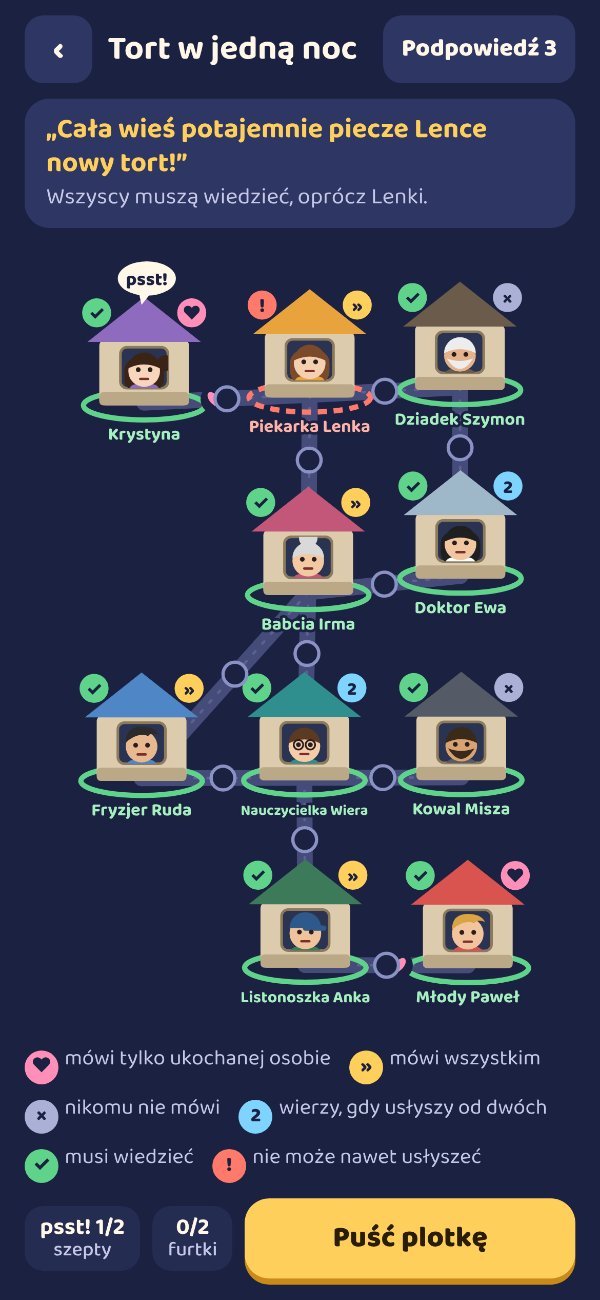 ‹
Tort w jedną noc
Podpowiedź 3
„Cała wieś potajemnie piecze Lence
nowy tort!”
Wszyscy muszą wiedzieć, oprócz Lenki.
psst!
! »
×
Krystyna
Piekarka Lenka
Dziadek Szymon
»
2
Babcia Irma
Doktor Ewa
»
2
×
Fryzjer Ruda
Nauczycielka Wiera
Kowal Misza
»
Listonoszka Anka
Młody Paweł
mówi tylko ukochanej osobie
» mówi wszystkim
× nikomu nie mówi
2 wierzy, gdy usłyszy od dwóch
musi wiedzieć
! nie może nawet usłyszeć
psst! 1/2
szepty
0/2
furtki
Puść plotkę